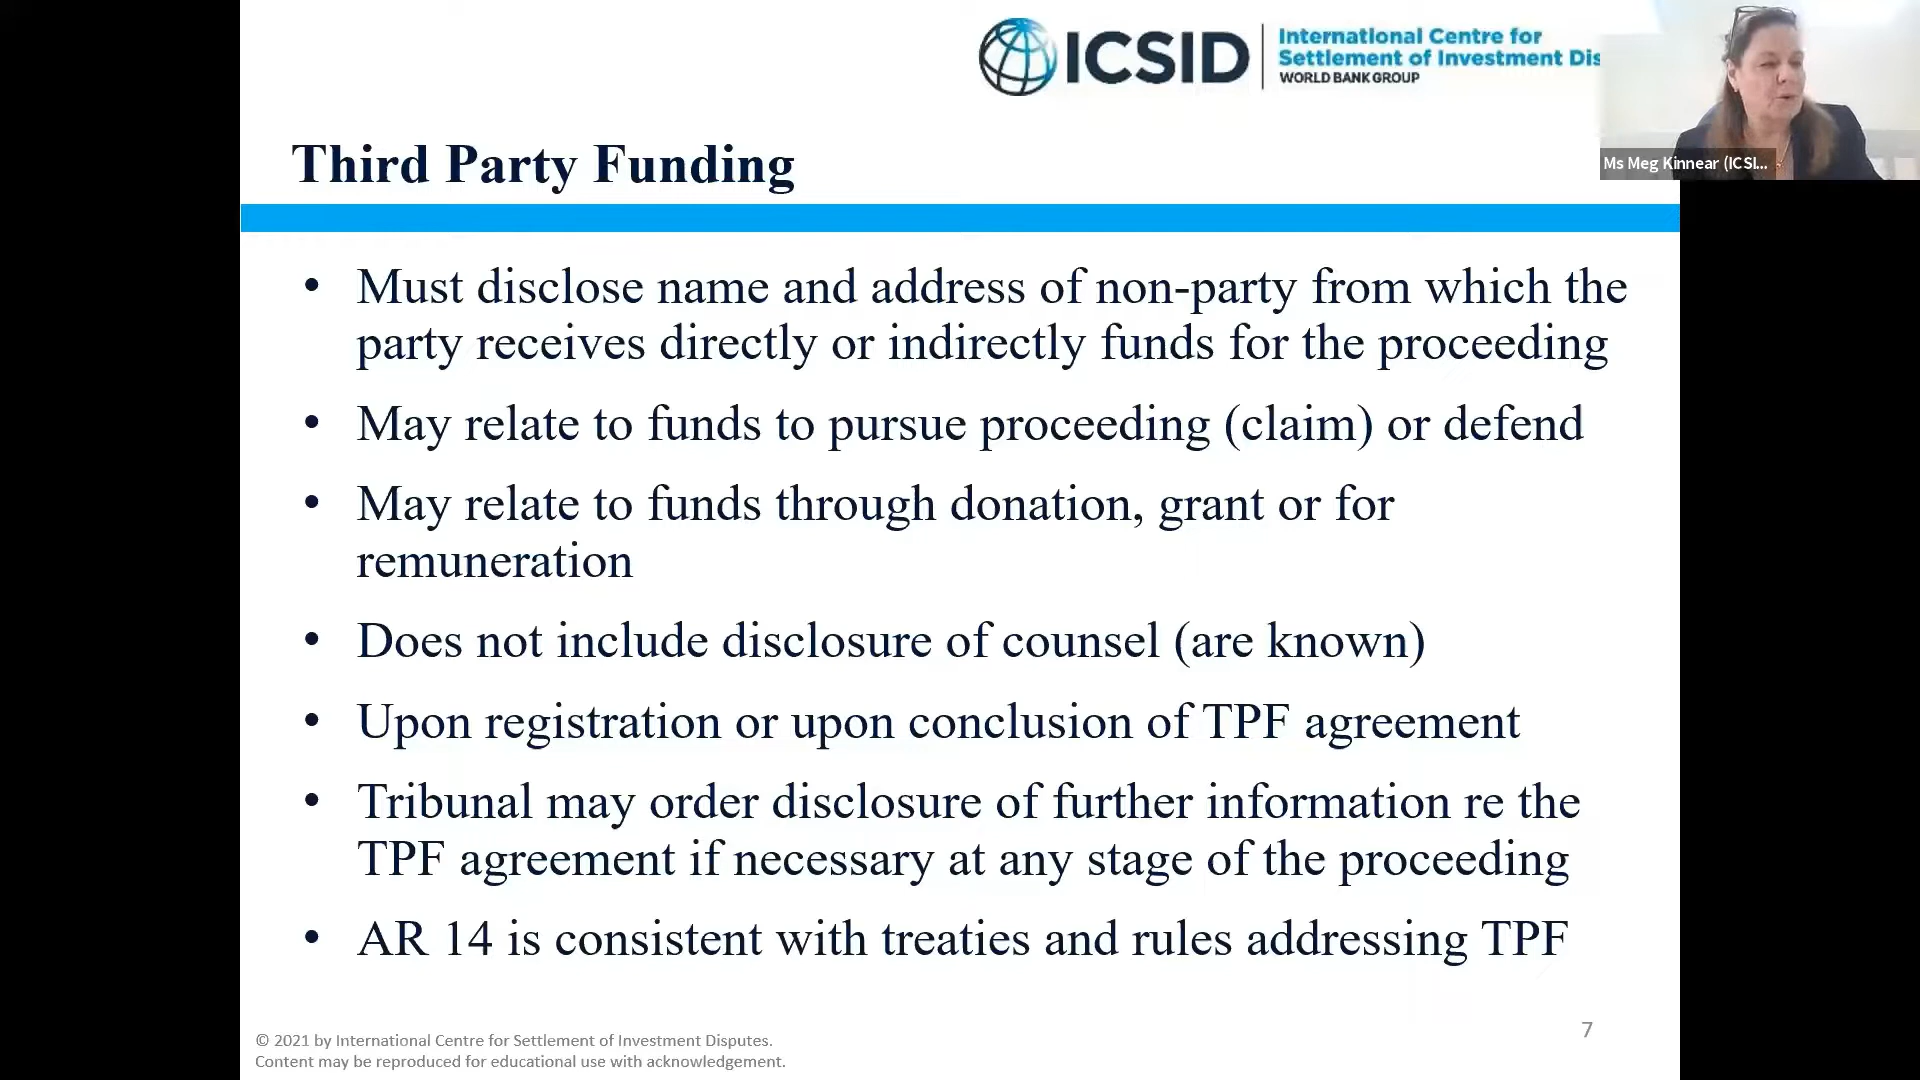 ICSID
International Centre for
Settlement of Investment Dis
WORLD BANK GROUP
Ms Meg Kinnear (ICSI...
Third Party Funding
• Must disclose name and address of non-party from which the
party receives directly or indirectly funds for the proceeding
• May relate to funds to pursue proceeding (claim) or defend
• May relate to funds through donation, grant or for
remuneration
• Does not include disclosure of counsel (are known)
• Upon registration or upon conclusion of TPF agreement
• Tribunal may order disclosure of further information re the
TPF agreement if necessary at any stage of the proceeding
• AR 14 is consistent with treaties and rules addressing TPF
© 2021 by International Centre for Settlement of Investment Disputes.
Content may be reproduced for educational use with acknowledgement.
7